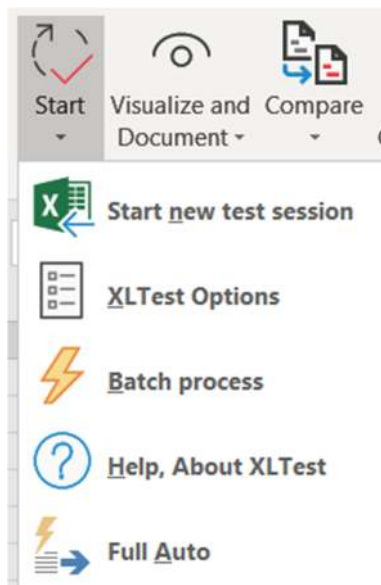 Start
Visualize and
Document
Compare
Start new test session
XLTest Options
Batch process
Help, About XLTest
Full Auto